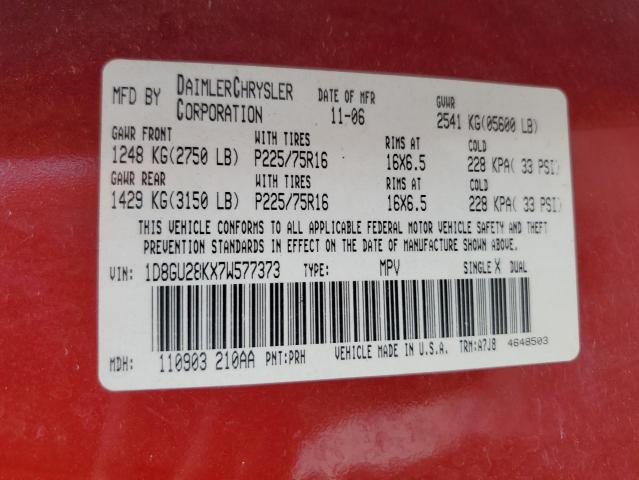 MFD BY DAIMLERCHRYSLER CORPORATION DATE OF MFR 11-06 GVWR 2541 KG(05600 LB)
GAWR FRONT WITH TIRES RIMS AT COLD
1248 KG(2750 LB) P225/75R16 16X6.5 228 KPA( 33 PSI)
GAWR REAR WITH TIRES RIMS AT COLD
1429 KG(3150 LB) P225/75R16 16X6.5 228 KPA( 33 PSI)
THIS VEHICLE CONFORMS TO ALL APPLICABLE FEDERAL MOTOR VEHICLE SAFETY AND THEFT
PREVENTION STANDARDS IN EFFECT ON THE DATE OF MANUFACTURE SHOWN ABOVE.
VIN: 1D8GU28KX7W577373 TYPE: MPV SINGLE X DUAL
MDH: 110903 210AA PNT:PRH VEHICLE MADE IN U.S.A. TRM:A7J8 4648503